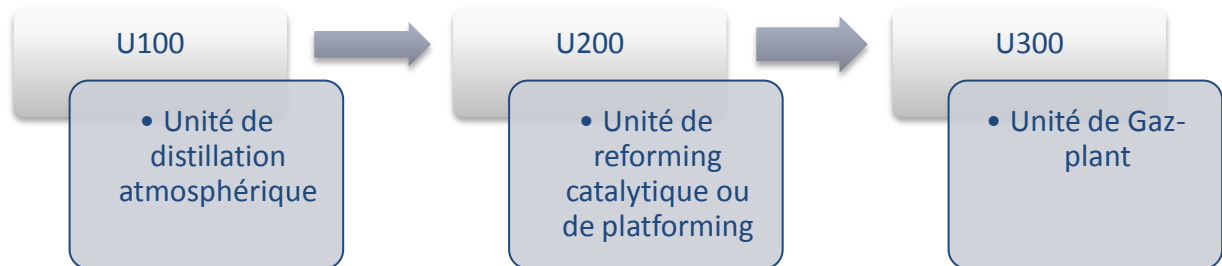 U100
• Unité de
distillation
atmosphérique
U200
• Unité de
reforming
catalytique ou
de platforming
U300
• Unité de Gaz-
plant